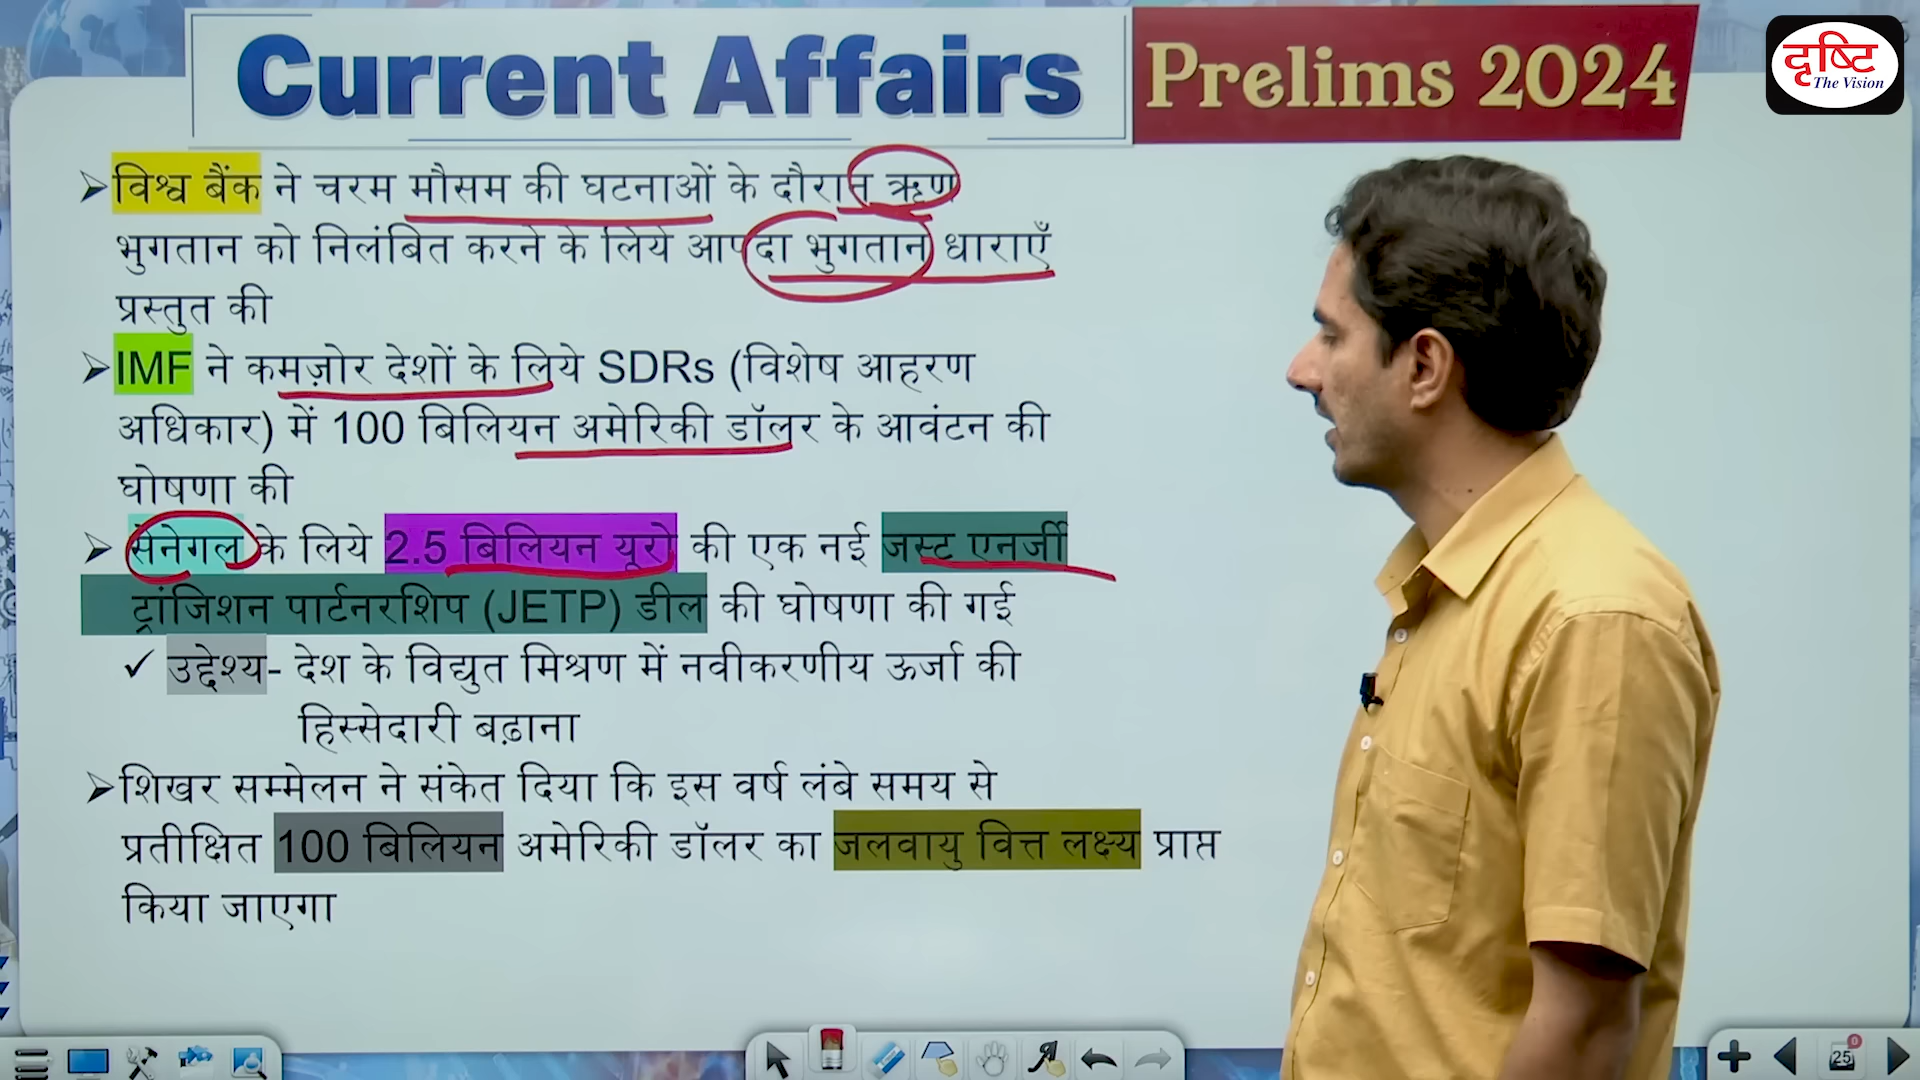 Current Affairs
Prelims 2024
दृष्टि
The Vision
विश्व बैंक ने चरम मौसम की घटनाओं के दौरान ऋण
भुगतान को निलंबित करने के लिये आपदा भुगतान धाराएँ
प्रस्तुत की
IMF ने कमज़ोर देशों के लिये SDRs (विशेष आहरण
अधिकार) में 100 बिलियन अमेरिकी डॉलर के आवंटन की
घोषणा की
सेनेगल के लिये 2.5 बिलियन यूरो की एक नई जस्ट एनर्जी
ट्रांजिशन पार्टनरशिप (JETP) डील की घोषणा की गई
उद्देश्य- देश के विद्युत मिश्रण में नवीकरणीय ऊर्जा की
हिस्सेदारी बढ़ाना
शिखर सम्मेलन ने संकेत दिया कि इस वर्ष लंबे समय से
प्रतीक्षित 100 बिलियन अमेरिकी डॉलर का जलवायु वित्त लक्ष्य प्राप्त
किया जाएगा
25
0